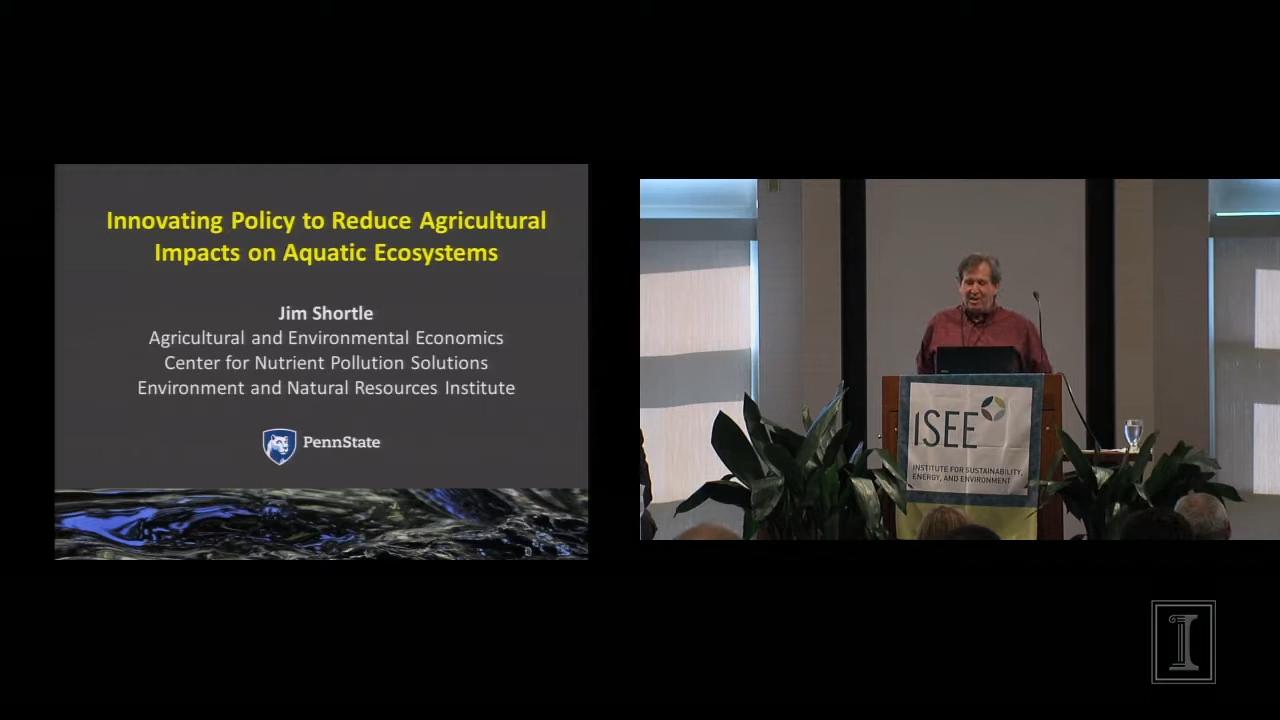 Innovating Policy to Reduce Agricultural
Impacts on Aquatic Ecosystems
Jim Shortle
Agricultural and Environmental Economics
Center for Nutrient Pollution Solutions
Environment and Natural Resources Institute
PennState
ISEE
INSTITUTE FOR SUSTAINABILITY,
ENERGY, AND ENVIRONMENT
I